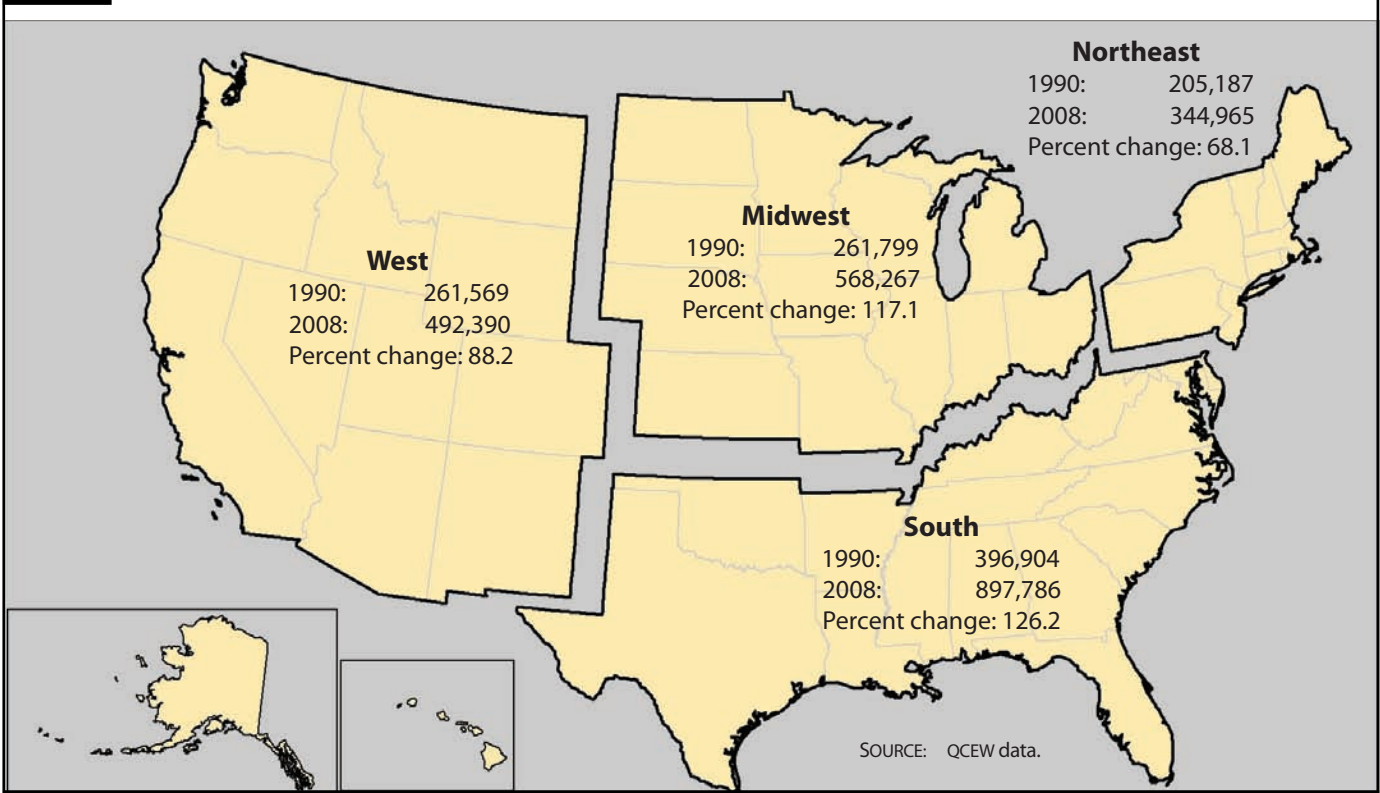 Northeast
1990: 205,187
2008: 344,965
Percent change: 68.1
Midwest
1990: 261,799
2008: 568,267
Percent change: 117.1
West
1990: 261,569
2008: 492,390
Percent change: 88.2
South
1990: 396,904
2008: 897,786
Percent change: 126.2
SOURCE: QCEW data.